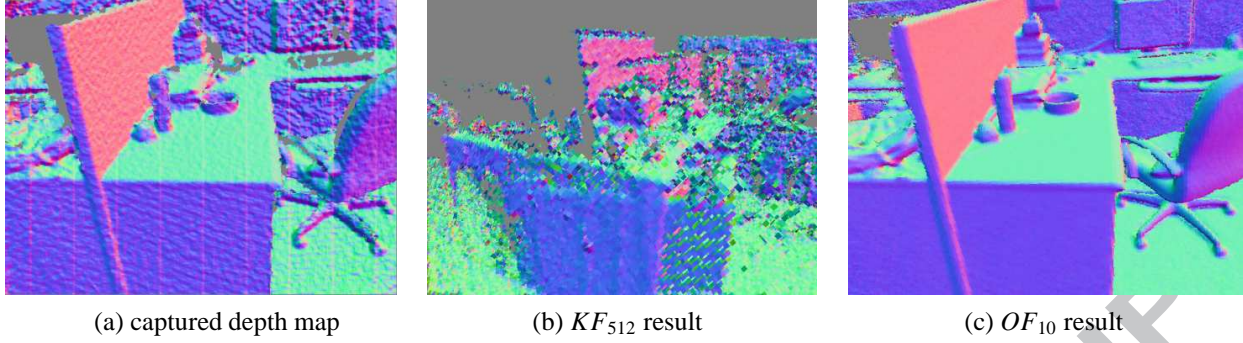 (a) captured depth map
(b) KF₅₁₂ result
(c) OF₁₀ result